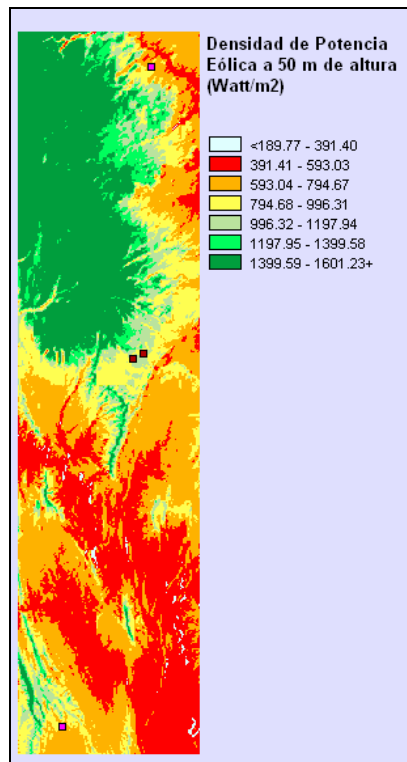 Densidad de Potencia
Eólica a 50 m de altura
(Watt/m2)
<189.77 - 391.40
391.41 - 593.03
593.04 - 794.67
794.68 - 996.31
996.32 - 1197.94
1197.95 - 1399.58
1399.59 - 1601.23+